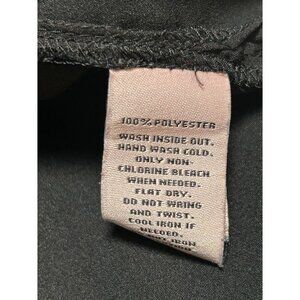 100% POLYESTER
WASH INSIDE OUT.
HAND WASH COLD.
ONLY NON-
CHLORINE BLEACH
WHEN NEEDED.
FLAT DRY.
DO NOT WRING
AND TWIST.
COOL IRON IF
NEEDED.
IRON